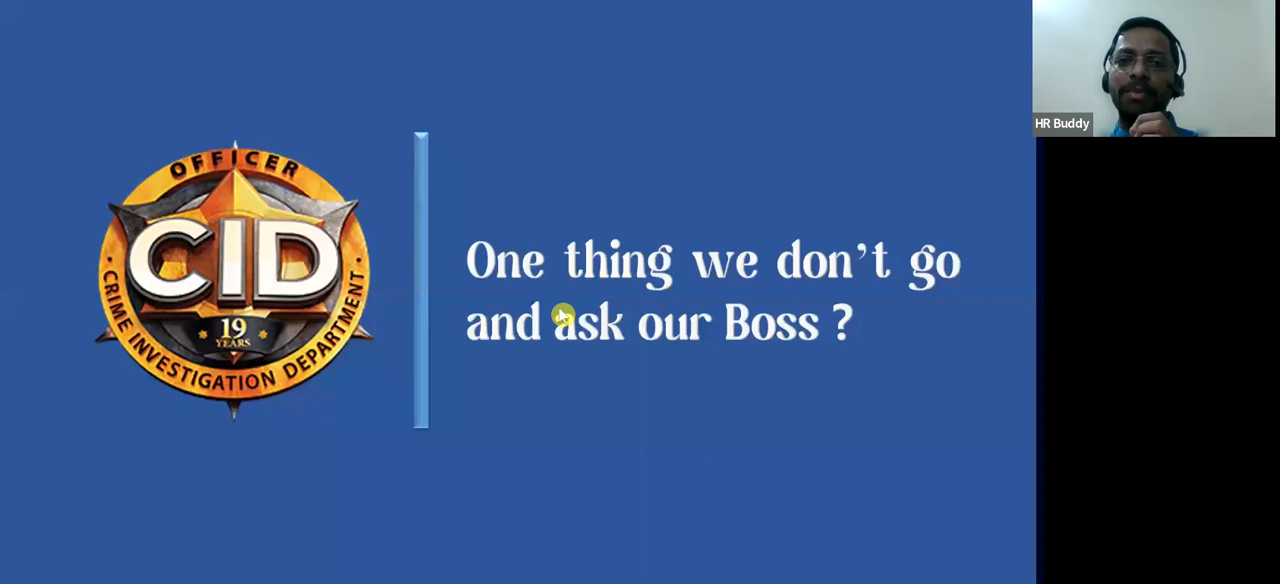 OFFICER
CID
19
YEARS
• CRIME INVESTIGATION DEPARTMENT •
One thing we don’t go
and ask our Boss ?
HR Buddy